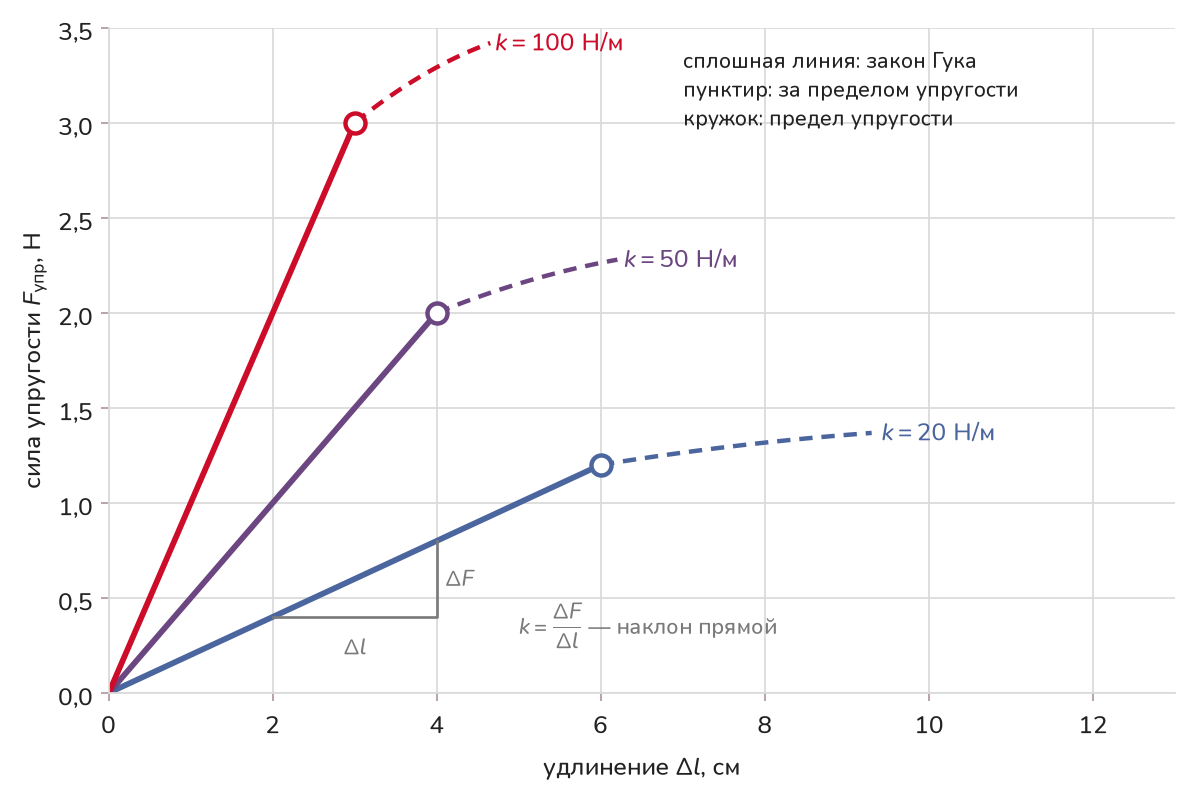 3,5
k = 100 Н/м
сплошная линия: закон Гука
пунктир: за пределом упругости
кружок: предел упругости
3,0
2,5
k = 50 Н/м
2,0
1,5
k = 20 Н/м
1,0
0,5
0,0
сила упругости Fупр, Н
ΔF
Δl
k = ΔF/Δl — наклон прямой
0 2 4 6 8 10 12
удлинение Δl, см